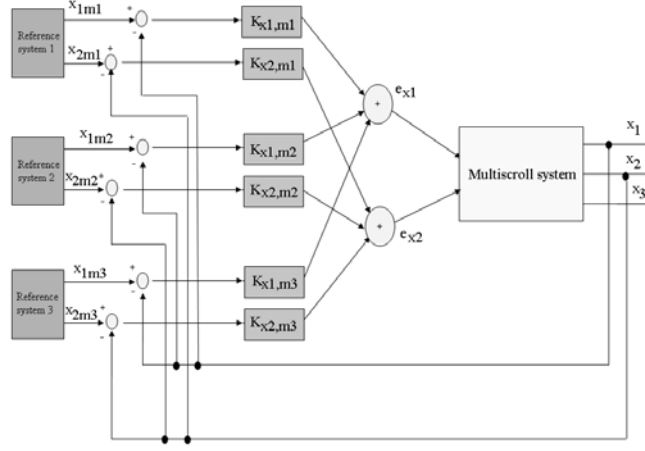 x1m1
Reference
system 1
x2m1
+
-
+
-
Kx1,m1
Kx2,m1
ex1
+
x1m2
Reference
system 2
x2m2
+
-
+
-
Kx1,m2
Kx2,m2
+
ex2
Multiscroll system
x1
x2
x3
x1m3
Reference
system 3
x2m3
+
-
+
-
Kx1,m3
Kx2,m3